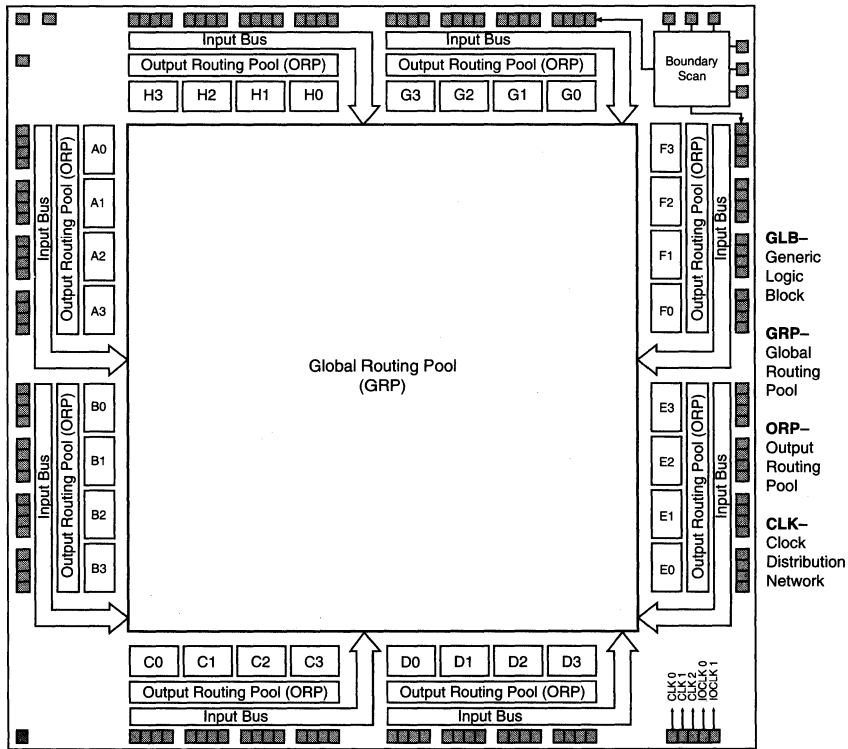 Input Bus
Output Routing Pool (ORP)
H3 H2 H1 H0
Input Bus
Output Routing Pool (ORP)
G3 G2 G1 G0
Boundary
Scan
Input Bus
Output Routing Pool (ORP)
A0
A1
A2
A3
Input Bus
Output Routing Pool (ORP)
B0
B1
B2
B3
Global Routing Pool
(GRP)
F3
F2
F1
F0
Output Routing Pool (ORP)
Input Bus
E3
E2
E1
E0
Output Routing Pool (ORP)
Input Bus
C0 C1 C2 C3
Output Routing Pool (ORP)
Input Bus
D0 D1 D2 D3
Output Routing Pool (ORP)
Input Bus
CLK 0
CLK 1
CLK 2
IOCLK 0
IOCLK 1
GLB–
Generic
Logic
Block
GRP–
Global
Routing
Pool
ORP–
Output
Routing
Pool
CLK–
Clock
Distribution
Network